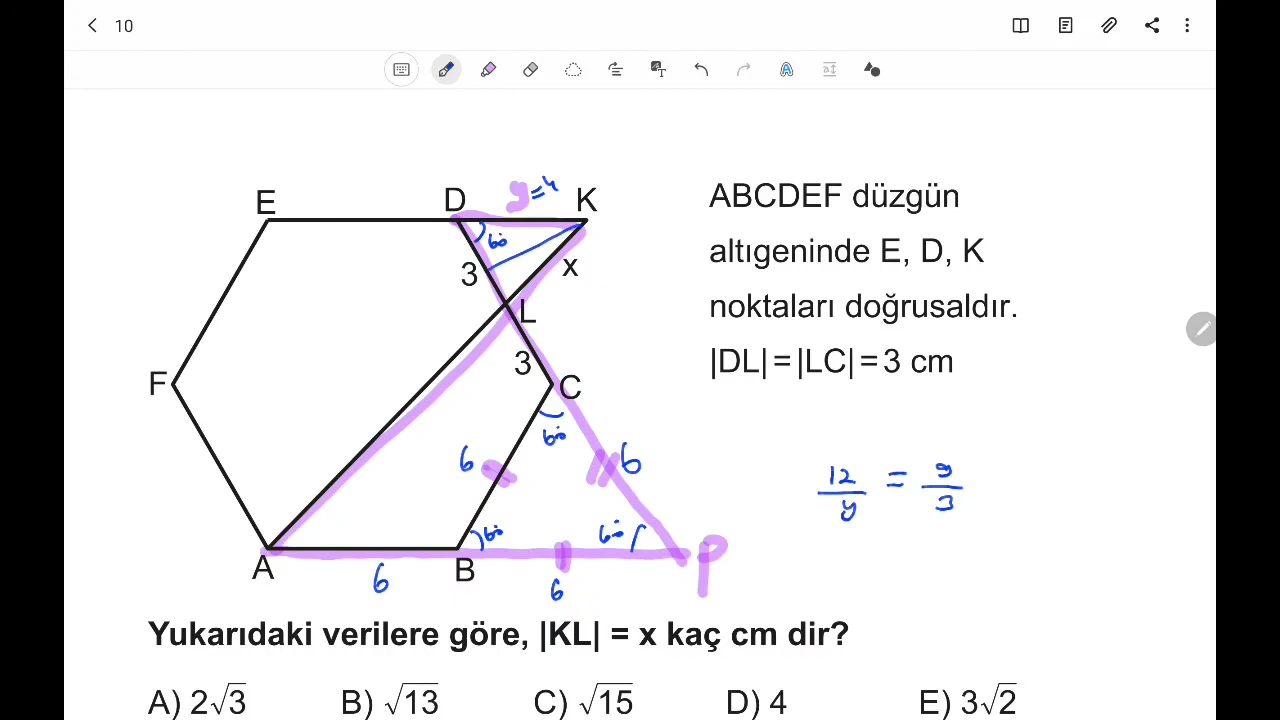 10
E
D
y=4
K
60
3
x
L
3
F
C
60
6
6
60
60
A
6
B
6
P
ABCDEF düzgün
altıgeninde E, D, K
noktaları doğrusaldır.
|DL|=|LC|=3 cm
12/y = 9/3
Yukarıdaki verilere göre, |KL| = x kaç cm dir?
A) 2√3 B) √13 C) √15 D) 4 E) 3√2